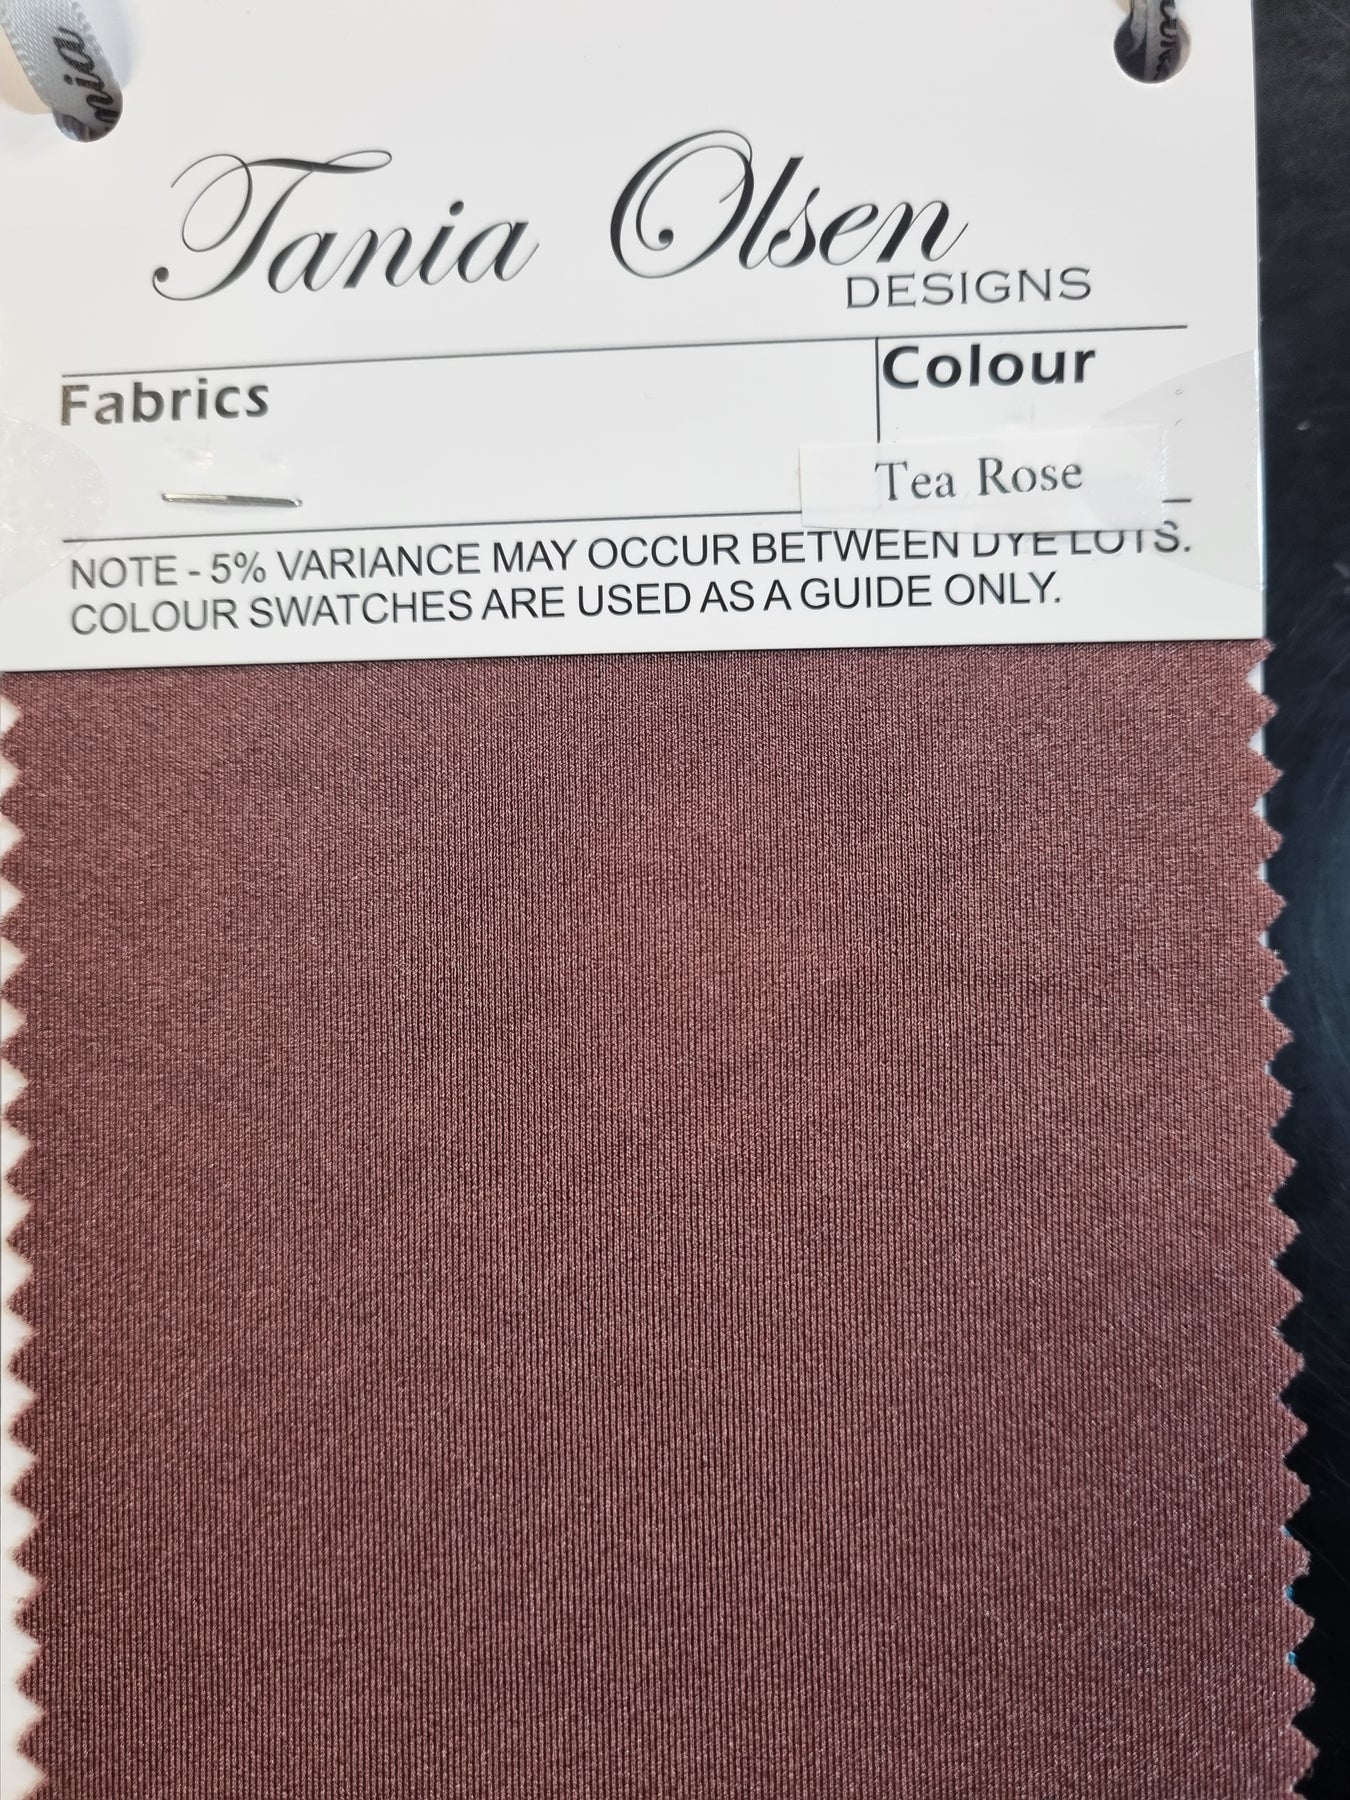 nia
Tania Olsen
DESIGNS
Fabrics
Colour
Tea Rose
NOTE - 5% VARIANCE MAY OCCUR BETWEEN DYE LOTS.
COLOUR SWATCHES ARE USED AS A GUIDE ONLY.